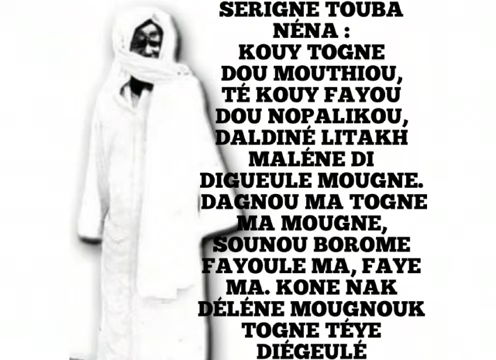 SERIGNE TOUBA
NÉNA :
KOUY TOGNE
DOU MOUTHIOU,
TÉ KOUY FAYOU
DOU NOPALIKOU,
DALDINÉ LITAKH
MALÉNE DI
DIGUEULE MOUGNE.
DAGNOU MA TOGNE
MA MOUGNE,
SOUNOU BOROME
FAYOULE MA, FAYE
MA. KONE NAK
DÉLÉNE MOUGNOUK
TOGNE TÉYE
DIÉGEULÉ